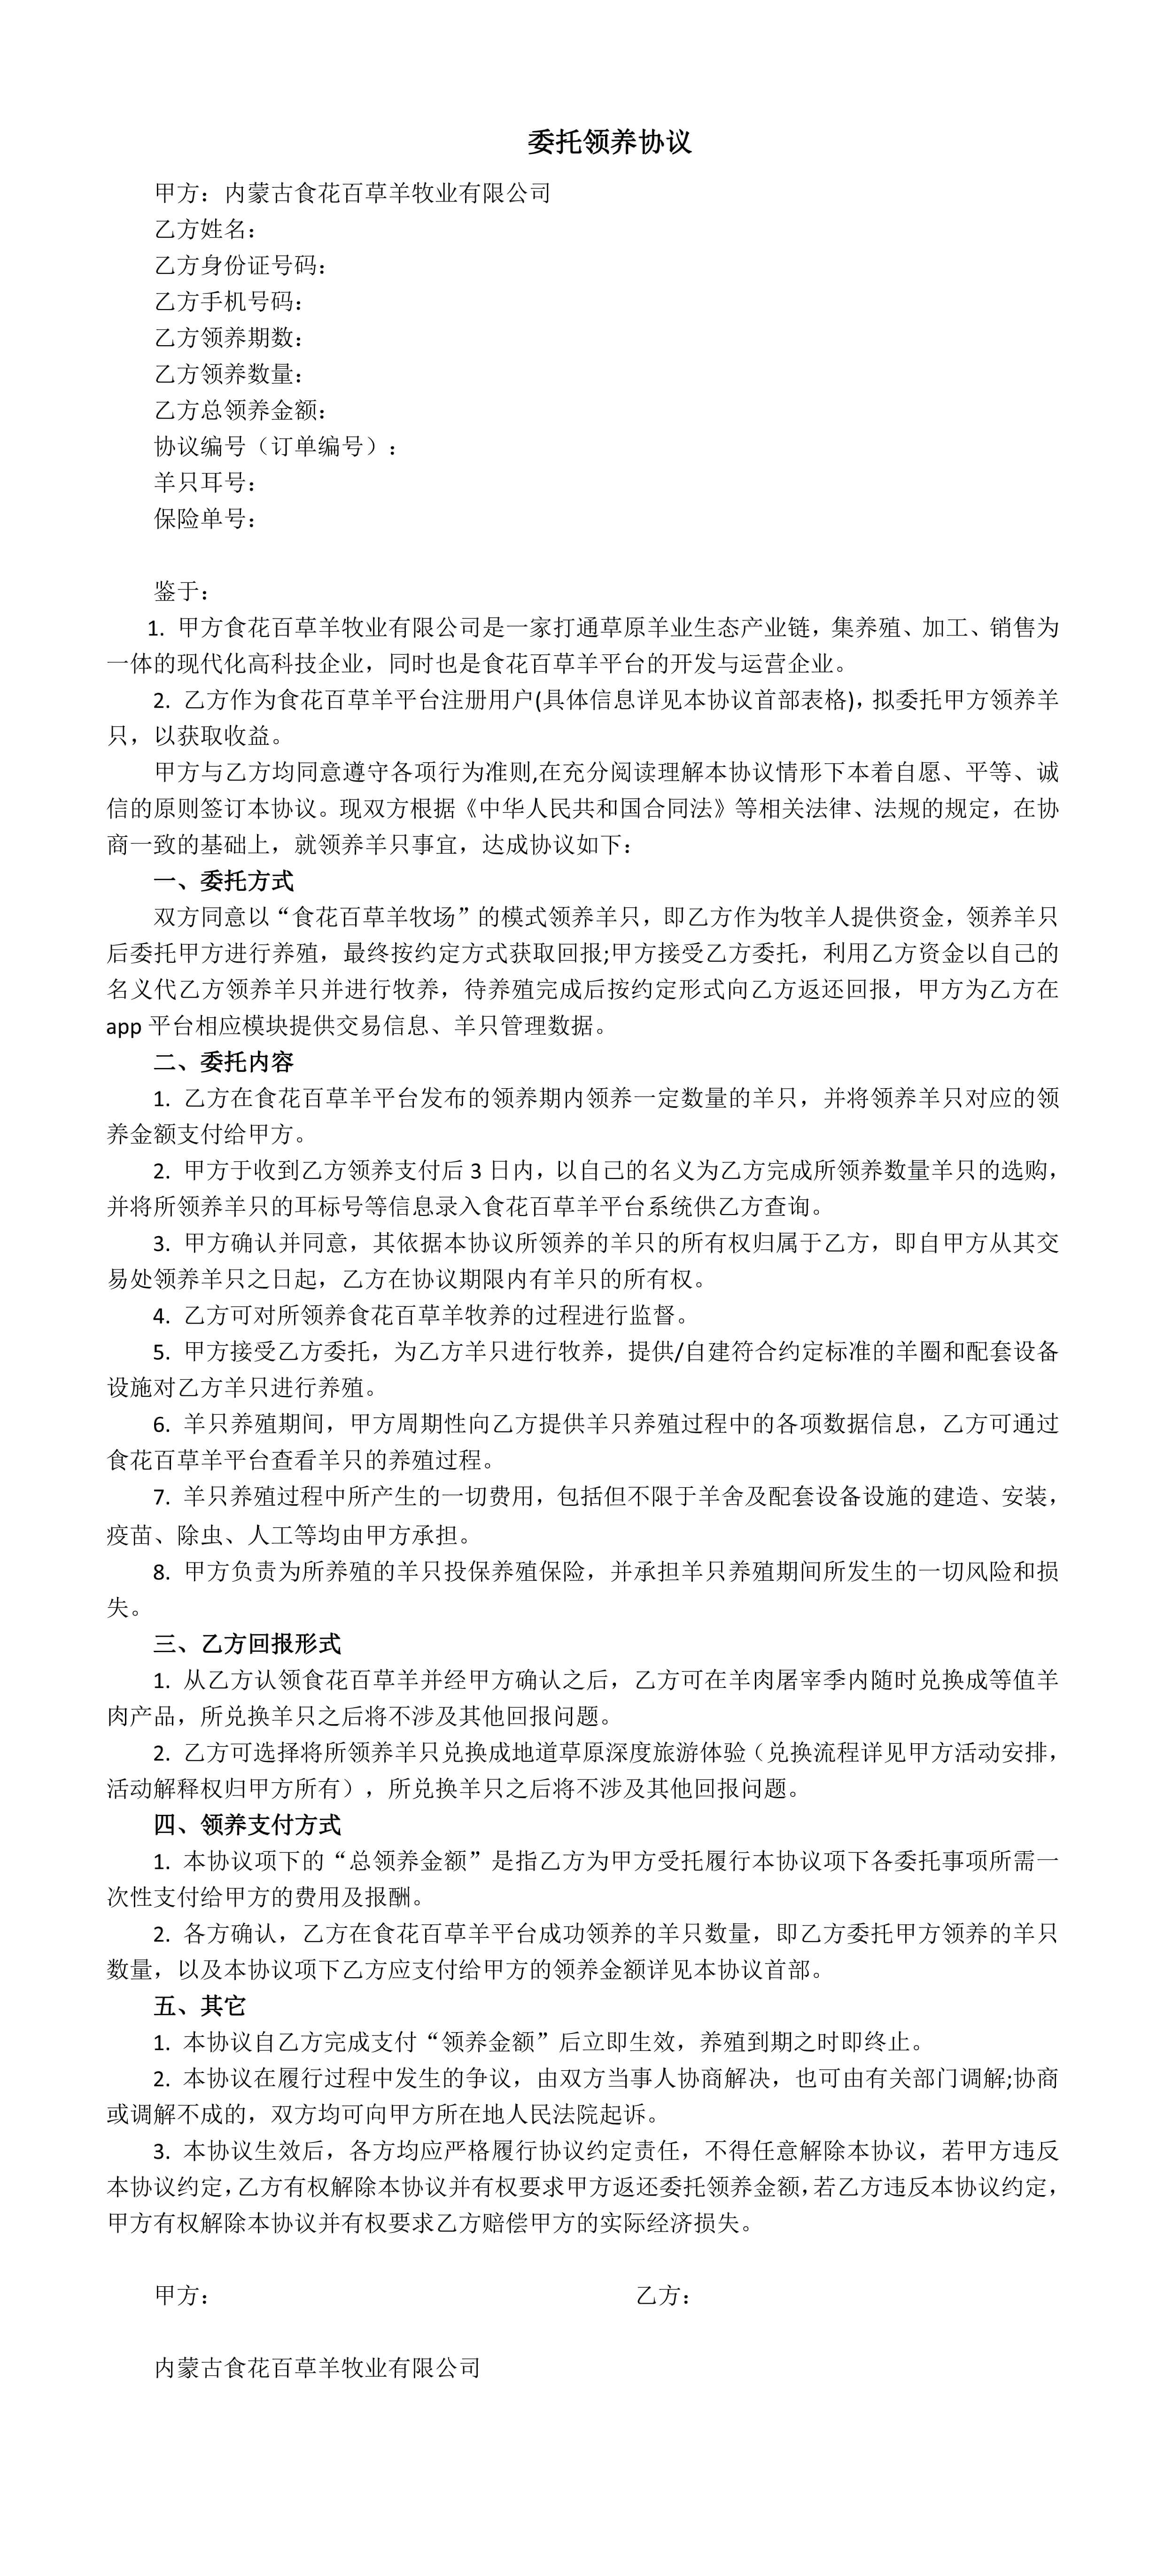 委托领养协议
甲方：内蒙古食花百草羊牧业有限公司
乙方姓名：
乙方身份证号码：
乙方手机号码：
乙方领养期数：
乙方领养数量：
乙方总领养金额：
协议编号（订单编号）：
羊只耳号：
保险单号：
鉴于：
1. 甲方食花百草羊牧业有限公司是一家打通草原羊业生态产业链，集养殖、加工、销售为
一体的现代化高科技企业，同时也是食花百草羊平台的开发与运营企业。
2. 乙方作为食花百草羊平台注册用户(具体信息详见本协议首部表格)，拟委托甲方领养羊
只，以获取收益。
甲方与乙方均同意遵守各项行为准则,在充分阅读理解本协议情形下本着自愿、平等、诚
信的原则签订本协议。现双方根据《中华人民共和国合同法》等相关法律、法规的规定，在协
商一致的基础上，就领养羊只事宜，达成协议如下：
一、委托方式
双方同意以“食花百草羊牧场”的模式领养羊只，即乙方作为牧羊人提供资金，领养羊只
后委托甲方进行养殖，最终按约定方式获取回报;甲方接受乙方委托，利用乙方资金以自己的
名义代乙方领养羊只并进行牧养，待养殖完成后按约定形式向乙方返还回报，甲方为乙方在
app 平台相应模块提供交易信息、羊只管理数据。
二、委托内容
1. 乙方在食花百草羊平台发布的领养期内领养一定数量的羊只，并将领养羊只对应的领
养金额支付给甲方。
2. 甲方于收到乙方领养支付后 3 日内，以自己的名义为乙方完成所领养数量羊只的选购，
并将所领养羊只的耳标号等信息录入食花百草羊平台系统供乙方查询。
3. 甲方确认并同意，其依据本协议所领养的羊只的所有权归属于乙方，即自甲方从其交
易处领养羊只之日起，乙方在协议期限内有羊只的所有权。
4. 乙方可对所领养食花百草羊牧养的过程进行监督。
5. 甲方接受乙方委托，为乙方羊只进行牧养，提供/自建符合约定标准的羊圈和配套设备
设施对乙方羊只进行养殖。
6. 羊只养殖期间，甲方周期性向乙方提供羊只养殖过程中的各项数据信息，乙方可通过
食花百草羊平台查看羊只的养殖过程。
7. 羊只养殖过程中所产生的一切费用，包括但不限于羊舍及配套设备设施的建造、安装，
疫苗、除虫、人工等均由甲方承担。
8. 甲方负责为所养殖的羊只投保养殖保险，并承担羊只养殖期间所发生的一切风险和损
失。
三、乙方回报形式
1. 从乙方认领食花百草羊并经甲方确认之后，乙方可在羊肉屠宰季内随时兑换成等值羊
肉产品，所兑换羊只之后将不涉及其他回报问题。
2. 乙方可选择将所领养羊只兑换成地道草原深度旅游体验（兑换流程详见甲方活动安排，
活动解释权归甲方所有），所兑换羊只之后将不涉及其他回报问题。
四、领养支付方式
1. 本协议项下的“总领养金额”是指乙方为甲方受托履行本协议项下各委托事项所需一
次性支付给甲方的费用及报酬。
2. 各方确认，乙方在食花百草羊平台成功领养的羊只数量，即乙方委托甲方领养的羊只
数量，以及本协议项下乙方应支付给甲方的领养金额详见本协议首部。
五、其它
1. 本协议自乙方完成支付“领养金额”后立即生效，养殖到期之时即终止。
2. 本协议在履行过程中发生的争议，由双方当事人协商解决，也可由有关部门调解;协商
或调解不成的，双方均可向甲方所在地人民法院起诉。
3. 本协议生效后，各方均应严格履行协议约定责任，不得任意解除本协议，若甲方违反
本协议约定，乙方有权解除本协议并有权要求甲方返还委托领养金额，若乙方违反本协议约定，
甲方有权解除本协议并有权要求乙方赔偿甲方的实际经济损失。
甲方： 乙方：
内蒙古食花百草羊牧业有限公司